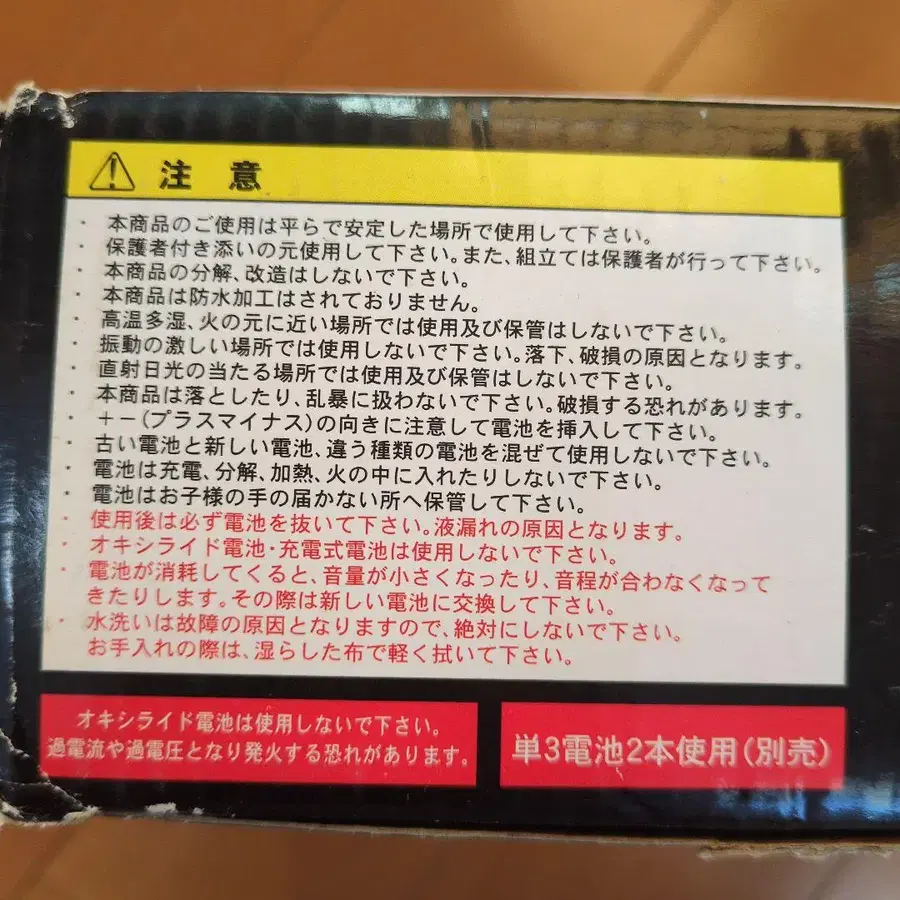 注 意
・ 本商品のご使用は平らで安定した場所で使用して下さい。
・ 保護者付き添いの元使用して下さい。また、組立ては保護者が行って下さい。
・ 本商品の分解、改造はしないで下さい。
・ 本商品は防水加工はされておりません。
・ 高温多湿、火の元に近い場所では使用及び保管はしないで下さい。
・ 振動の激しい場所では使用しないで下さい。落下、破損の原因となります。
・ 直射日光の当たる場所では使用及び保管はしないで下さい。
・ 本商品は落としたり、乱暴に扱わないで下さい。破損する恐れがあります。
・ +-(プラスマイナス)の向きに注意して電池を挿入して下さい。
・ 古い電池と新しい電池、違う種類の電池を混ぜて使用しないで下さい。
・ 電池は充電、分解、加熱、火の中に入れたりしないで下さい。
・ 電池はお子様の手の届かない所へ保管して下さい。
・ 使用後は必ず電池を抜いて下さい。液漏れの原因となります。
・ オキシライド電池・充電式電池は使用しないで下さい。
・ 電池が消耗してくると、音量が小さくなったり、音程が合わなくなって
きたりします。その際は新しい電池に交換して下さい。
・ 水洗いは故障の原因となりますので、絶対にしないで下さい。
お手入れの際は、湿らした布で軽く拭いて下さい。
オキシライド電池は使用しないで下さい。
過電流や過電圧となり発火する恐れがあります。
単3電池2本使用(別売)